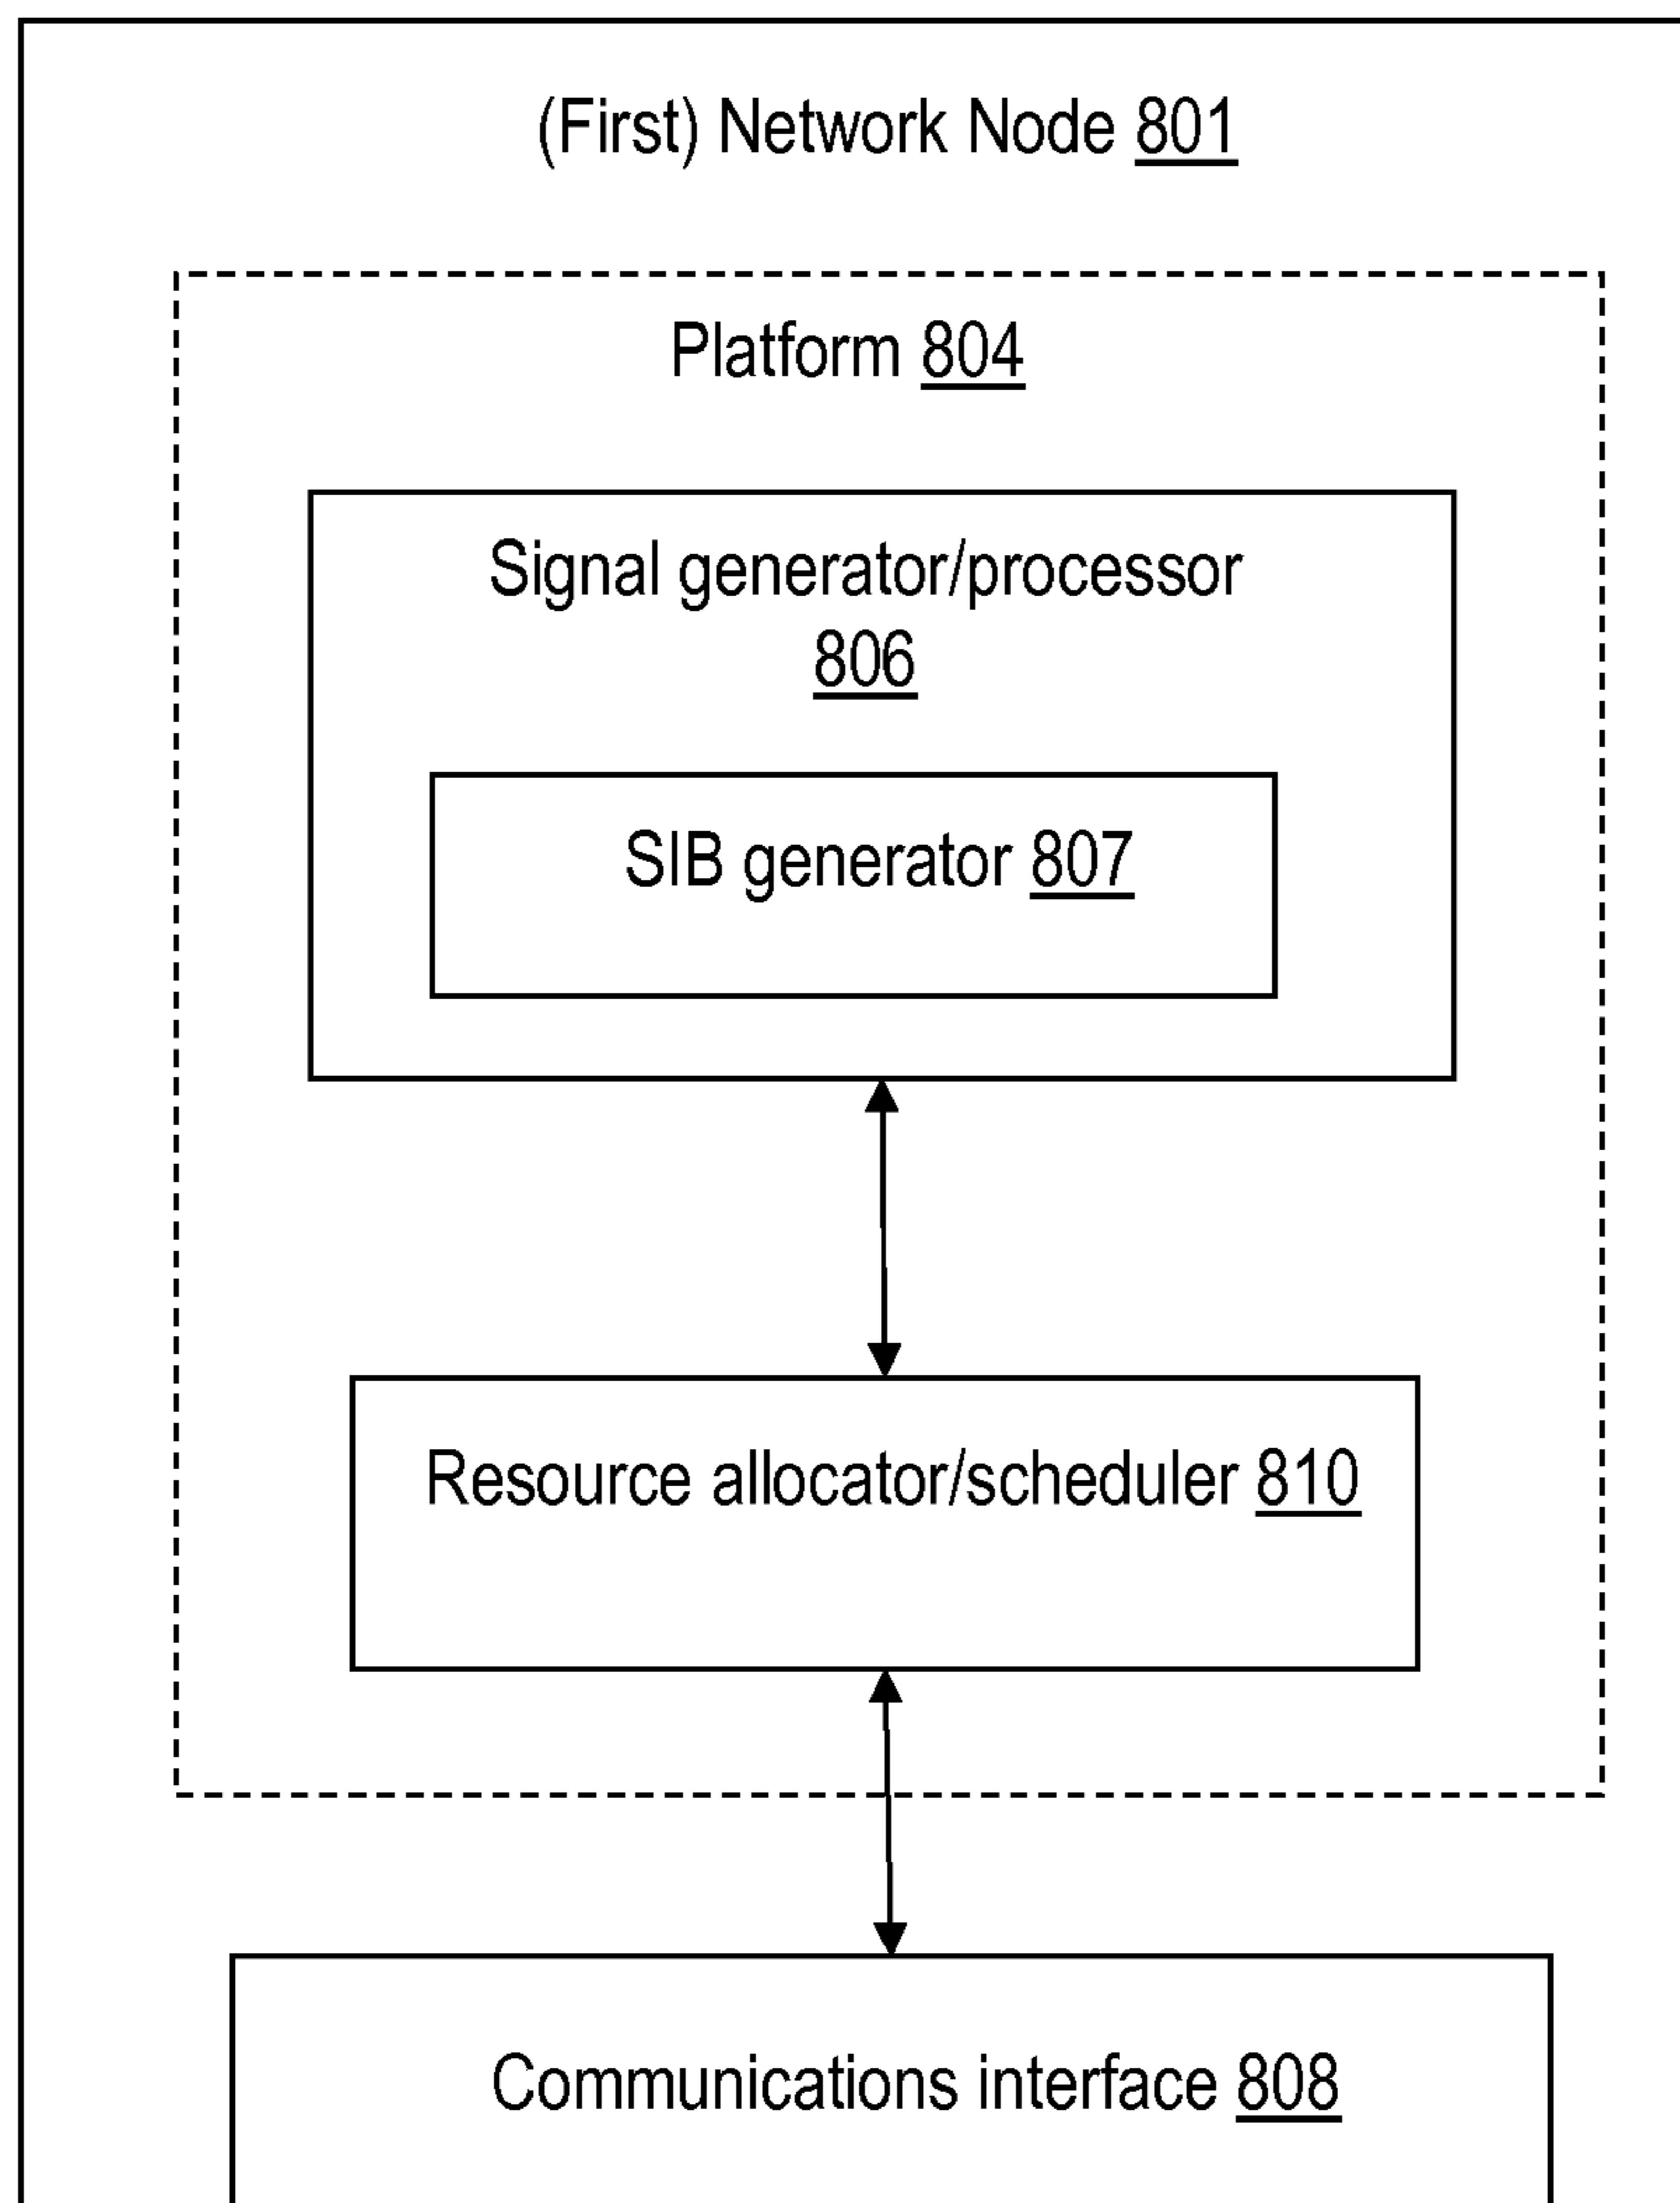 (First) Network Node 801
Platform 804
Signal generator/processor
806
SIB generator 807
Resource allocator/scheduler 810
Communications interface 808